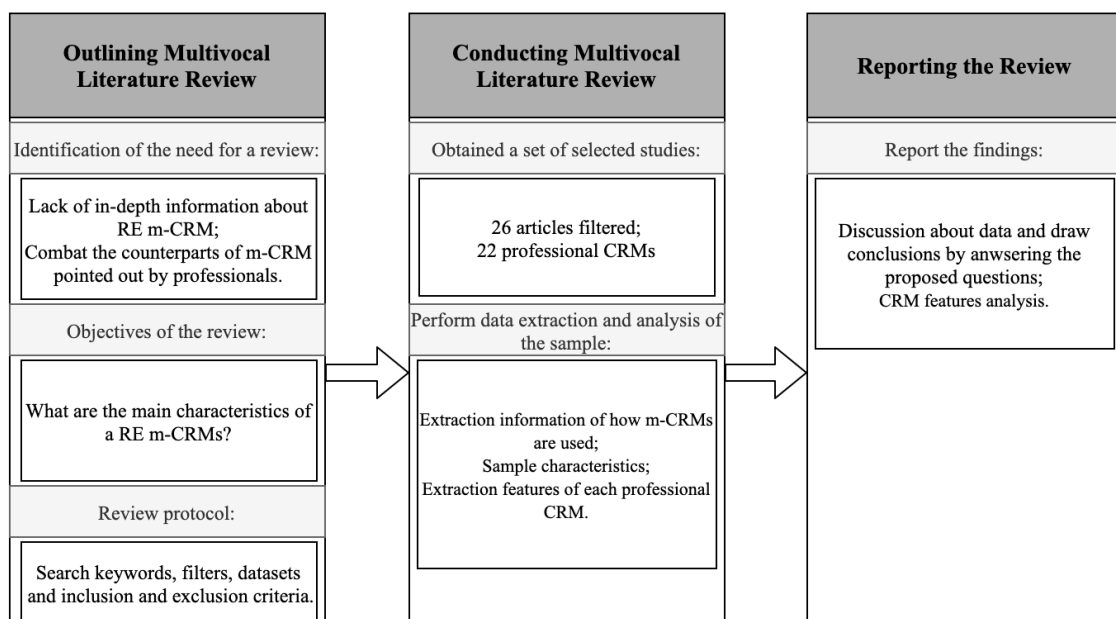 Outlining Multivocal
Literature Review
Identification of the need for a review:
Lack of in-depth information about
RE m-CRM;
Combat the counterparts of m-CRM
pointed out by professionals.
Objectives of the review:
What are the main characteristics of
a RE m-CRMs?
Review protocol:
Search keywords, filters, datasets
and inclusion and exclusion criteria.
Conducting Multivocal
Literature Review
Obtained a set of selected studies:
26 articles filtered;
22 professional CRMs
Perform data extraction and analysis of
the sample:
Extraction information of how m-CRMs
are used;
Sample characteristics;
Extraction features of each professional
CRM.
Reporting the Review
Report the findings:
Discussion about data and draw
conclusions by anwsering the
proposed questions;
CRM features analysis.